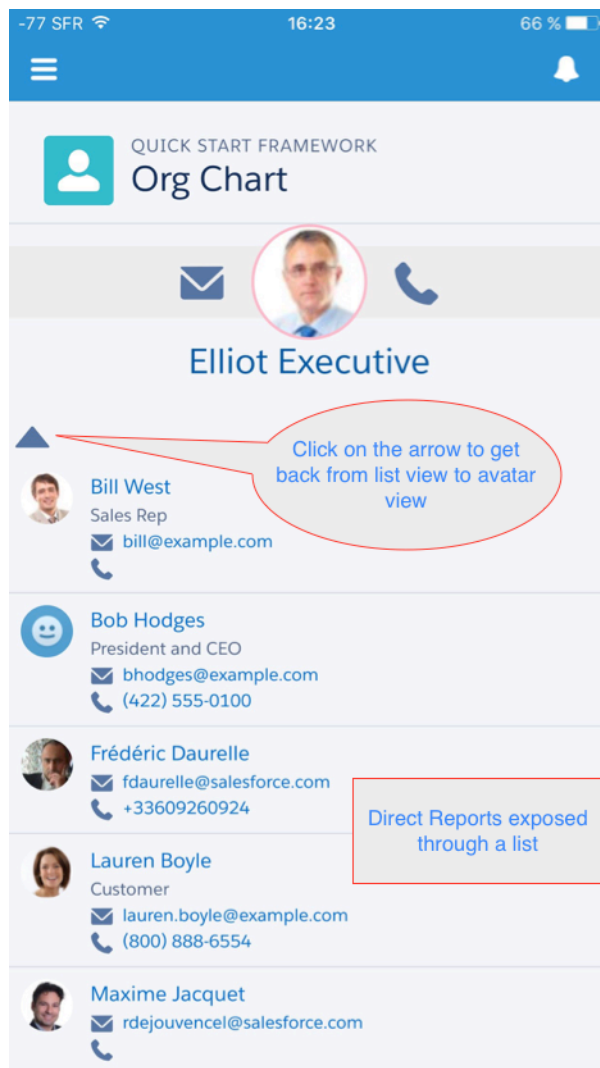 -77 SFR 16:23 66 %
QUICK START FRAMEWORK
Org Chart
Elliot Executive
Click on the arrow to get
back from list view to avatar
view
Bill West
Sales Rep
bill@example.com
Bob Hodges
President and CEO
bhodges@example.com
(422) 555-0100
Frédéric Daurelle
fdaurelle@salesforce.com
+33609260924
Direct Reports exposed
through a list
Lauren Boyle
Customer
lauren.boyle@example.com
(800) 888-6554
Maxime Jacquet
rdejouvencel@salesforce.com